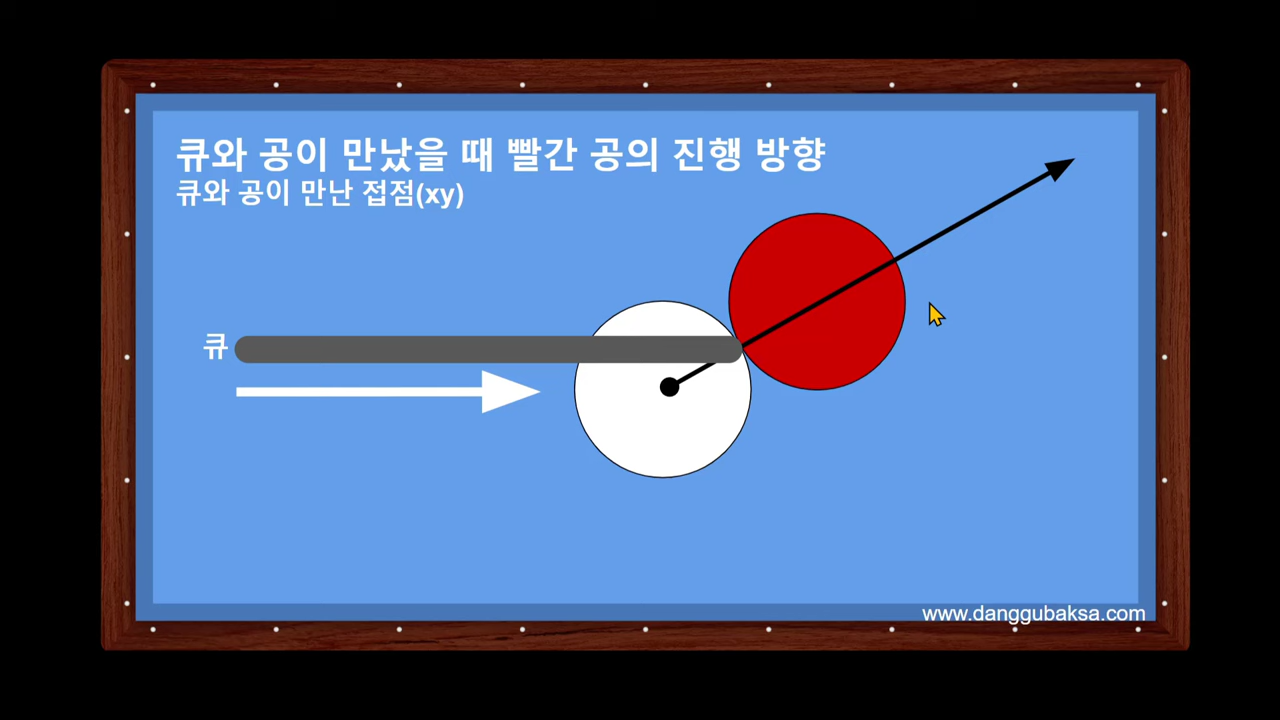 큐와 공이 만났을 때 빨간 공의 진행 방향
큐와 공이 만난 접점(xy)
큐
www.danggubaksa.com